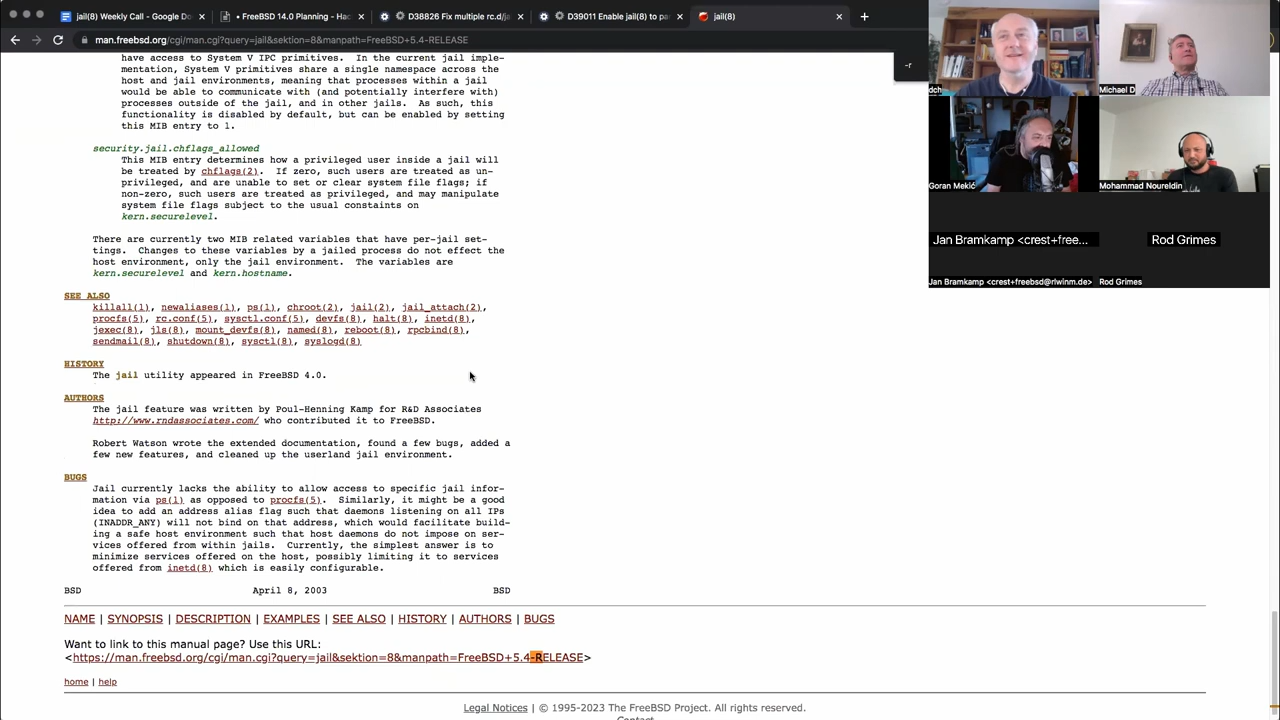 jail(8) Weekly Call - Google Do
• FreeBSD 14.0 Planning - Hac
D38826 Fix multiple rc.d/ja
D39011 Enable jail(8) to pa
jail(8)
man.freebsd.org/cgi/man.cgi?query=jail&sektion=8&manpath=FreeBSD+5.4-RELEASE
-r
have access to System V IPC primitives. In the current jail imple-
mentation, System V primitives share a single namespace across the
host and jail environments, meaning that processes within a jail
would be able to communicate with (and potentially interfere with)
processes outside of the jail, and in other jails. As such, this
functionality is disabled by default, but can be enabled by setting
this MIB entry to 1.
security.jail.chflags_allowed
This MIB entry determines how a privileged user inside a jail will
be treated by chflags(2). If zero, such users are treated as un-
privileged, and are unable to set or clear system file flags; if
non-zero, such users are treated as privileged, and may manipulate
system file flags subject to the usual constraints on
kern.securelevel.
There are currently two MIB related variables that have per-jail set-
tings. Changes to these variables by a jailed process do not effect the
host environment, only the jail environment. The variables are
kern.securelevel and kern.hostname.
SEE ALSO
killall(1), newaliases(1), ps(1), chroot(2), jail(2), jail_attach(2),
procfs(5), rc.conf(5), sysctl.conf(5), devfs(8), halt(8), inetd(8),
jexec(8), jls(8), mount_devfs(8), named(8), reboot(8), rpcbind(8),
sendmail(8), shutdown(8), sysctl(8), syslogd(8)
HISTORY
The jail utility appeared in FreeBSD 4.0.
AUTHORS
The jail feature was written by Poul-Henning Kamp for R&D Associates
http://www.rndassociates.com/ who contributed it to FreeBSD.
Robert Watson wrote the extended documentation, found a few bugs, added a
few new features, and cleaned up the userland jail environment.
BUGS
Jail currently lacks the ability to allow access to specific jail infor-
mation via ps(1) as opposed to procfs(5). Similarly, it might be a good
idea to add an address alias flag such that daemons listening on all IPs
(INADDR_ANY) will not bind on that address, which would facilitate build-
ing a safe host environment such that host daemons do not impose on ser-
vices offered from within jails. Currently, the simplest answer is to
minimize services offered on the host, possibly limiting it to services
offered from inetd(8) which is easily configurable.
BSD April 8, 2003 BSD
NAME | SYNOPSIS | DESCRIPTION | EXAMPLES | SEE ALSO | HISTORY | AUTHORS | BUGS
Want to link to this manual page? Use this URL:
<https://man.freebsd.org/cgi/man.cgi?query=jail&sektion=8&manpath=FreeBSD+5.4-RELEASE>
home | help
Legal Notices | © 1995-2023 The FreeBSD Project. All rights reserved.
Contact
dch
Michael D
Goran Mekić
Mohammad Noureldin
Jan Bramkamp <crest+free...
Rod Grimes
Jan Bramkamp <crest+freebsd@rlwinm.de>
Rod Grimes